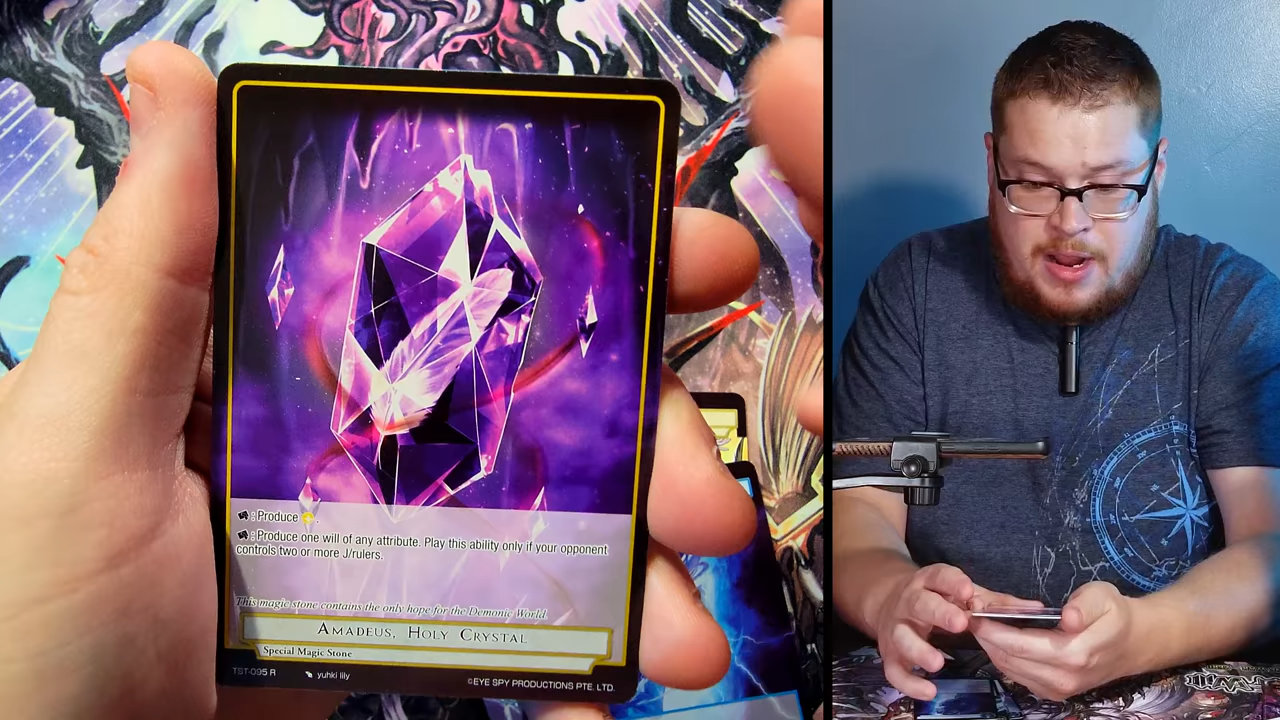 : Produce .
: Produce one will of any attribute. Play this ability only if your opponent
controls two or more J/rulers.
This magic stone contains the only hope for the Demonic World.
AMADEUS, HOLY CRYSTAL
Special Magic Stone
TST-095 R
yuhki lily
©EYE SPY PRODUCTIONS PTE. LTD.